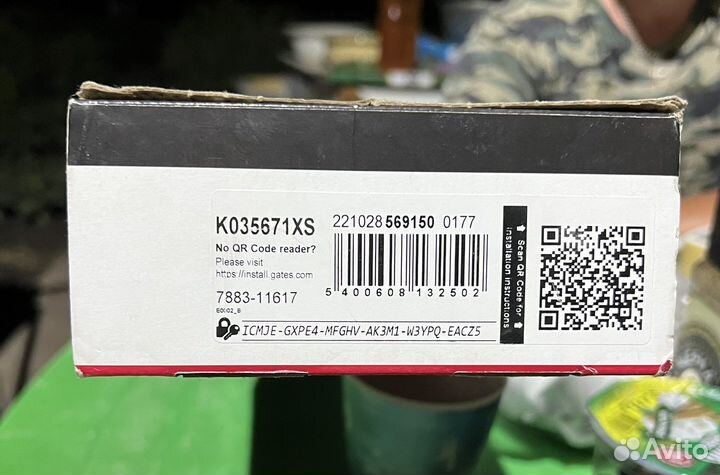 K035671XS
221028 569150 0177
No QR Code reader?
Please visit
https://install.gates.com
7883-11617
E0002_B
5 400608 132502
ICMJE-GXPE4-MFGHV-AK3M1-W3YPQ-EACZ5
Scan QR Code for
installation instructions
Avito